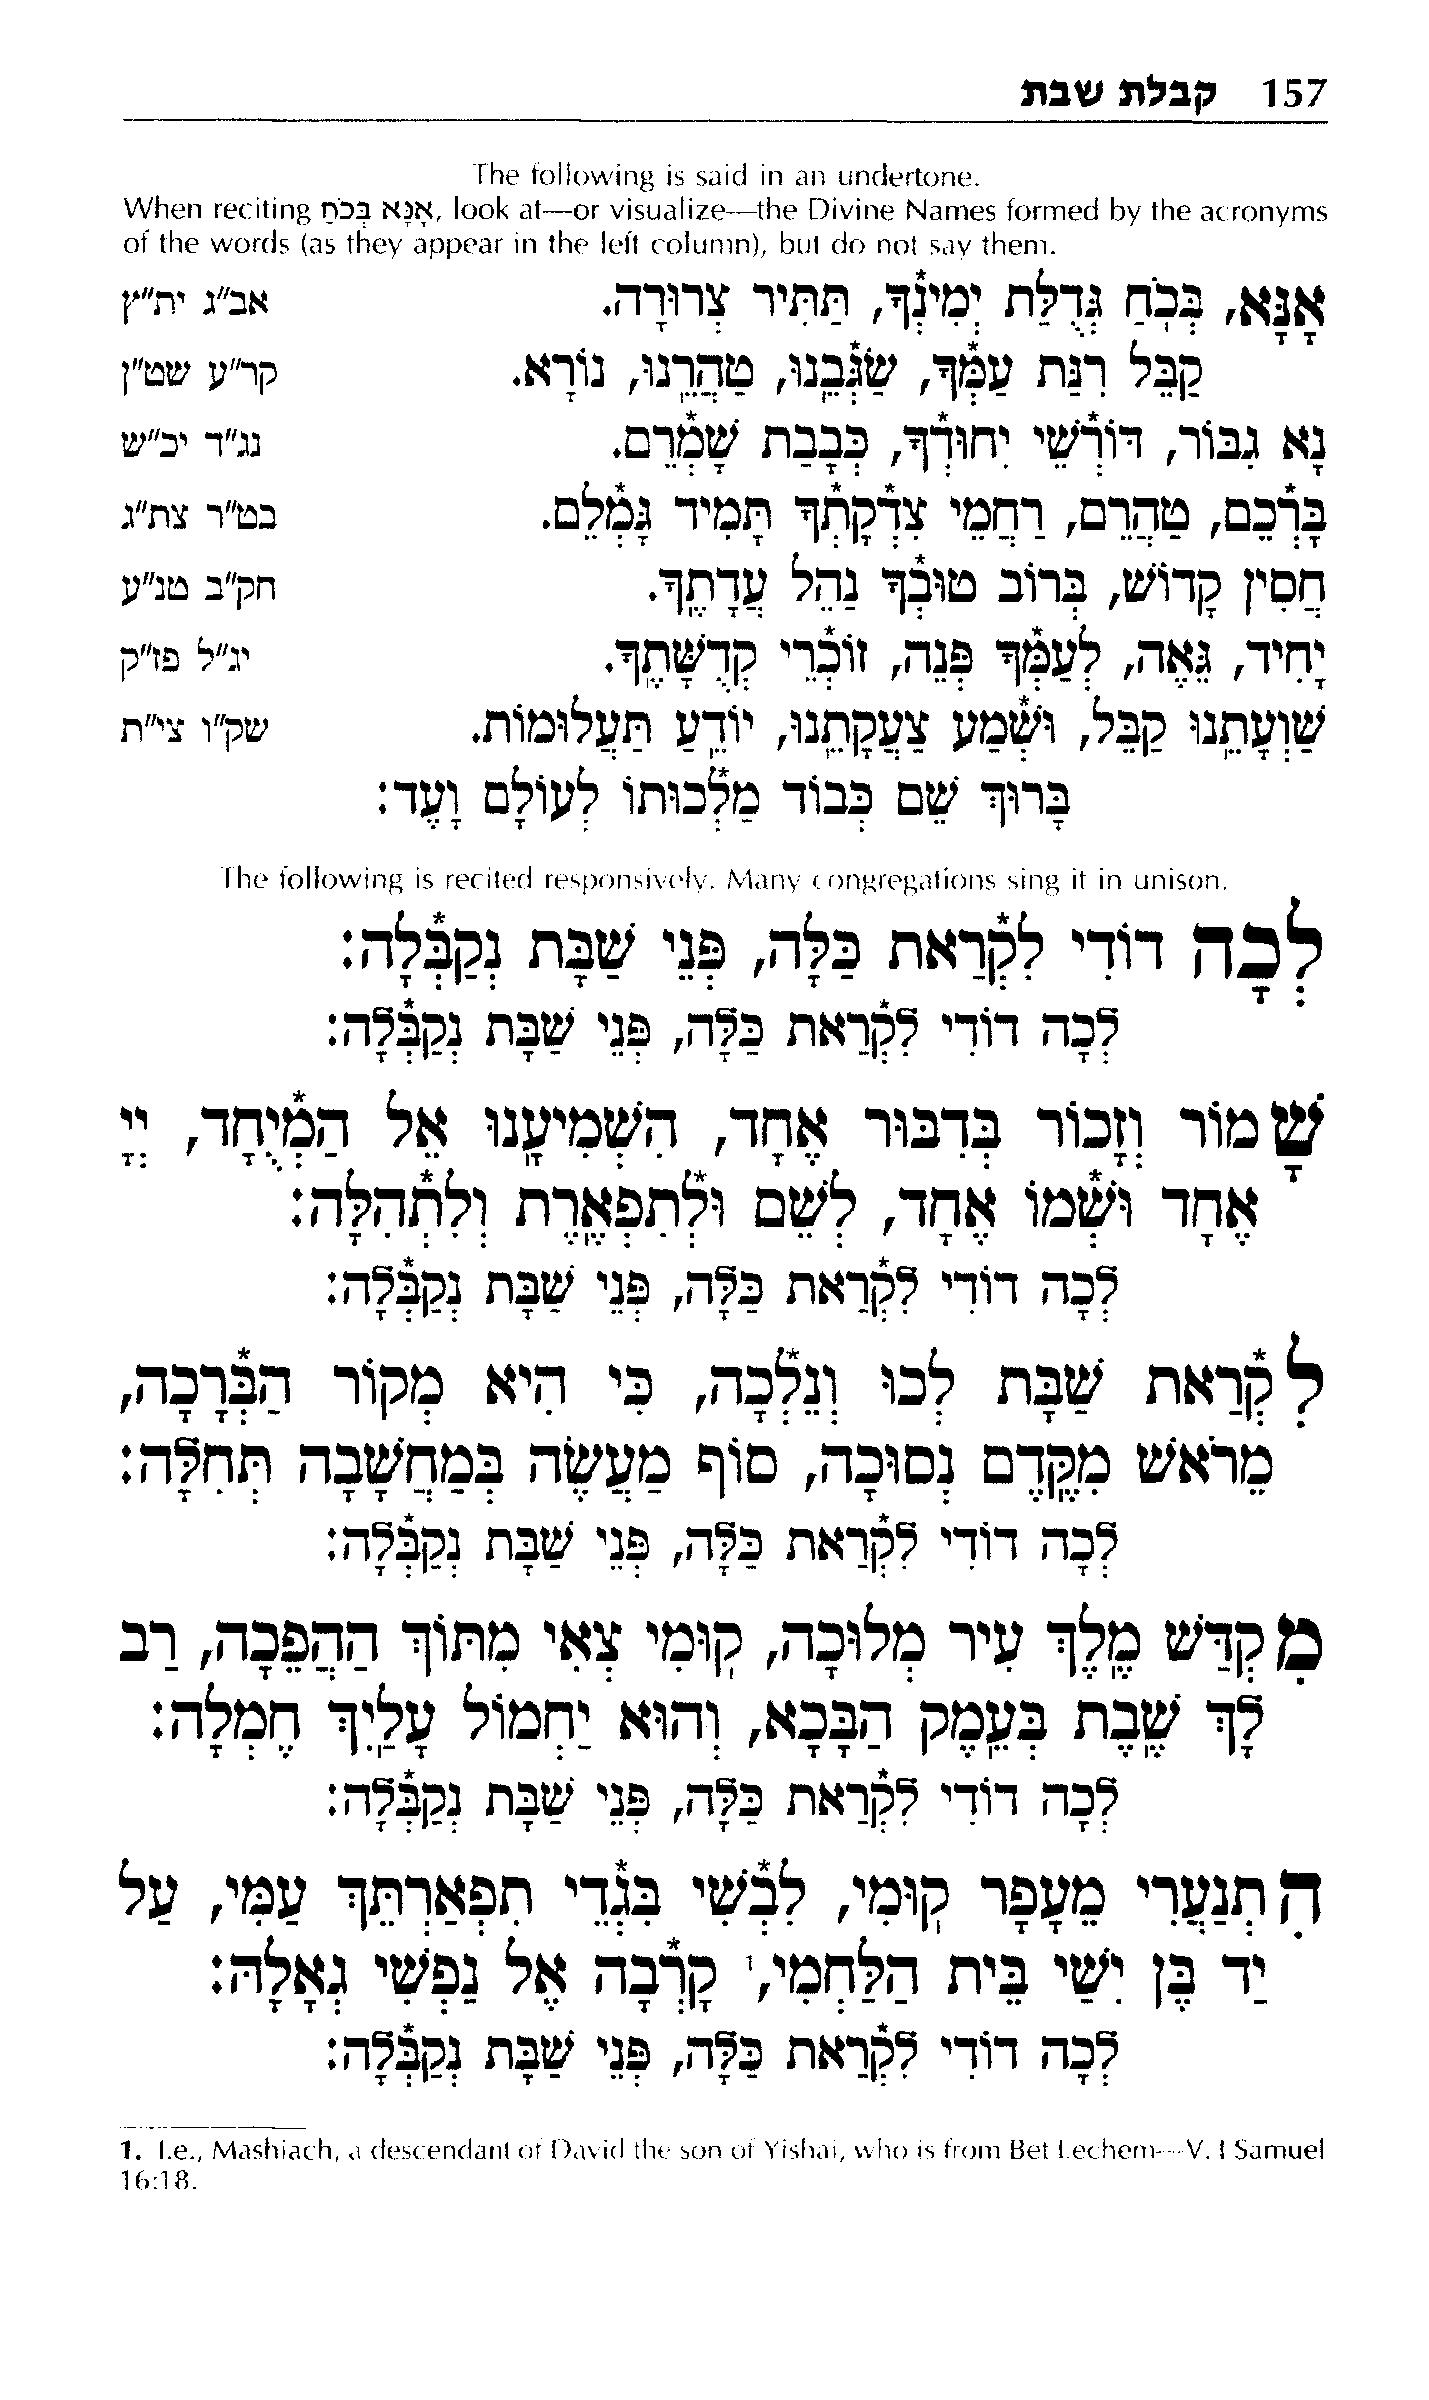 קבלת שבת 157
The following is said in an undertone.
When reciting אָנָּא בְּכֹחַ, look at—or visualize—the Divine Names formed by the acronyms
of the words (as they appear in the left column), but do not say them.
אָנָּא, בְּכֹחַ גְּדֻלַּת יְמִינְךָ, תַּתִּיר צְרוּרָה. אב"ג ית"ץ
קַבֵּל רִנַּת עַמְּךָ, שַׂגְּבֵנוּ, טַהֲרֵנוּ, נוֹרָא. קר"ע שט"ן
נָא גִבּוֹר, דּוֹרְשֵׁי יִחוּדְךָ, כְּבָבַת שָׁמְרֵם. נג"ד יכ"ש
בָּרְכֵם, טַהֲרֵם, רַחֲמֵי צִדְקָתְךָ תָּמִיד גָּמְלֵם. בט"ר צת"ג
חֲסִין קָדוֹשׁ, בְּרוֹב טוּבְךָ נַהֵל עֲדָתֶךָ. חק"ב טנ"ע
יָחִיד, גֵּאֶה, לְעַמְּךָ פְּנֵה, זוֹכְרֵי קְדֻשָּׁתֶךָ. יג"ל פז"ק
שַׁוְעָתֵנוּ קַבֵּל, וּשְׁמַע צַעֲקָתֵנוּ, יוֹדֵעַ תַּעֲלוּמוֹת. שק"ו צי"ת
בָּרוּךְ שֵׁם כְּבוֹד מַלְכוּתוֹ לְעוֹלָם וָעֶד:
The following is recited responsively. Many congregations sing it in unison.
לְכָה דוֹדִי לִקְרַאת כַּלָּה, פְּנֵי שַׁבָּת נְקַבְּלָה:
לְכָה דוֹדִי לִקְרַאת כַּלָּה, פְּנֵי שַׁבָּת נְקַבְּלָה:
שָׁמוֹר וְזָכוֹר בְּדִבּוּר אֶחָד, הִשְׁמִיעָנוּ אֵל הַמְּיֻחָד, יְיָ
אֶחָד וּשְׁמוֹ אֶחָד, לְשֵׁם וּלְתִפְאֶרֶת וְלִתְהִלָּה:
לְכָה דוֹדִי לִקְרַאת כַּלָּה, פְּנֵי שַׁבָּת נְקַבְּלָה:
לִקְרַאת שַׁבָּת לְכוּ וְנֵלְכָה, כִּי הִיא מְקוֹר הַבְּרָכָה,
מֵרֹאשׁ מִקֶּדֶם נְסוּכָה, סוֹף מַעֲשֶׂה בְּמַחֲשָׁבָה תְּחִלָּה:
לְכָה דוֹדִי לִקְרַאת כַּלָּה, פְּנֵי שַׁבָּת נְקַבְּלָה:
מִקְדַּשׁ מֶלֶךְ עִיר מְלוּכָה, קוּמִי צְאִי מִתּוֹךְ הַהֲפֵכָה, רַב
לָךְ שֶׁבֶת בְּעֵמֶק הַבָּכָא, וְהוּא יַחְמוֹל עָלַיִךְ חֶמְלָה:
לְכָה דוֹדִי לִקְרַאת כַּלָּה, פְּנֵי שַׁבָּת נְקַבְּלָה:
הִתְנַעֲרִי מֵעָפָר קוּמִי, לִבְשִׁי בִּגְדֵי תִפְאַרְתֵּךְ עַמִּי, עַל
יַד בֶּן יִשַׁי בֵּית הַלַּחְמִי,¹ קָרְבָה אֶל נַפְשִׁי גְאָלָהּ:
לְכָה דוֹדִי לִקְרַאת כַּלָּה, פְּנֵי שַׁבָּת נְקַבְּלָה:
1. I.e., Mashiach, a descendant of David the son of Yishai, who is from Bet Lechem—V. I Samuel
16:18.